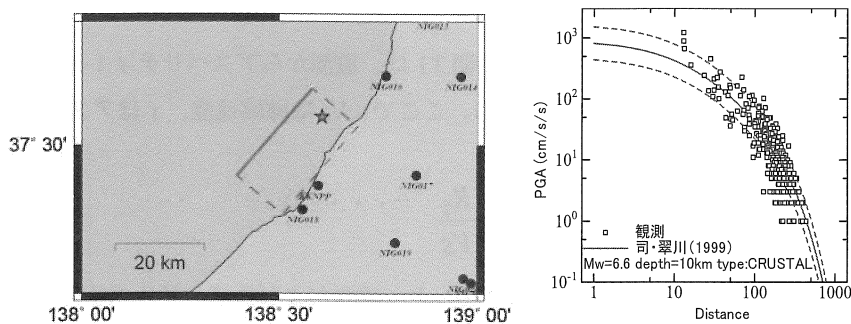 NIG016
NIG014
37° 30'
NIG017
KNPP
NIG018
NIG019
20 km
138° 00'
138° 30'
139° 00'
PGA (cm/s/s)
10³
10²
10¹
10⁰
10⁻¹
観測
司・翠川(1999)
Mw=6.6 depth=10km type:CRUSTAL
1
10
100
1000
Distance